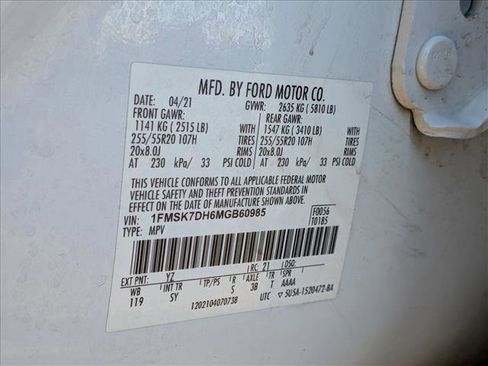 MFD. BY FORD MOTOR CO.
DATE: 04/21 GVWR: 2635 KG ( 5810 LB)
FRONT GAWR: REAR GAWR:
1141 KG ( 2515 LB) 1547 KG ( 3410 LB)
255/55R20 107H TIRES 255/55R20 107H TIRES
20x8.0J RIMS 20x8.0J RIMS
AT 230 kPa/ 33 PSI COLD AT 230 kPa/ 33 PSI COLD
THIS VEHICLE CONFORMS TO ALL APPLICABLE FEDERAL MOTOR
VEHICLE SAFETY AND THEFT PREVENTION STANDARDS IN
EFFECT ON THE DATE OF MANUFACTURE SHOWN ABOVE.
VIN: 1FMSK7DH6MGB60985 F0056
TYPE: MPV T0185
EXT PNT: YZ RC: 21 DSO:
WB INT TR TP/PS R AX TR SPR
119 SY S 3B T AAAA
1202104070738 UTC 5U5A-1520472-BA